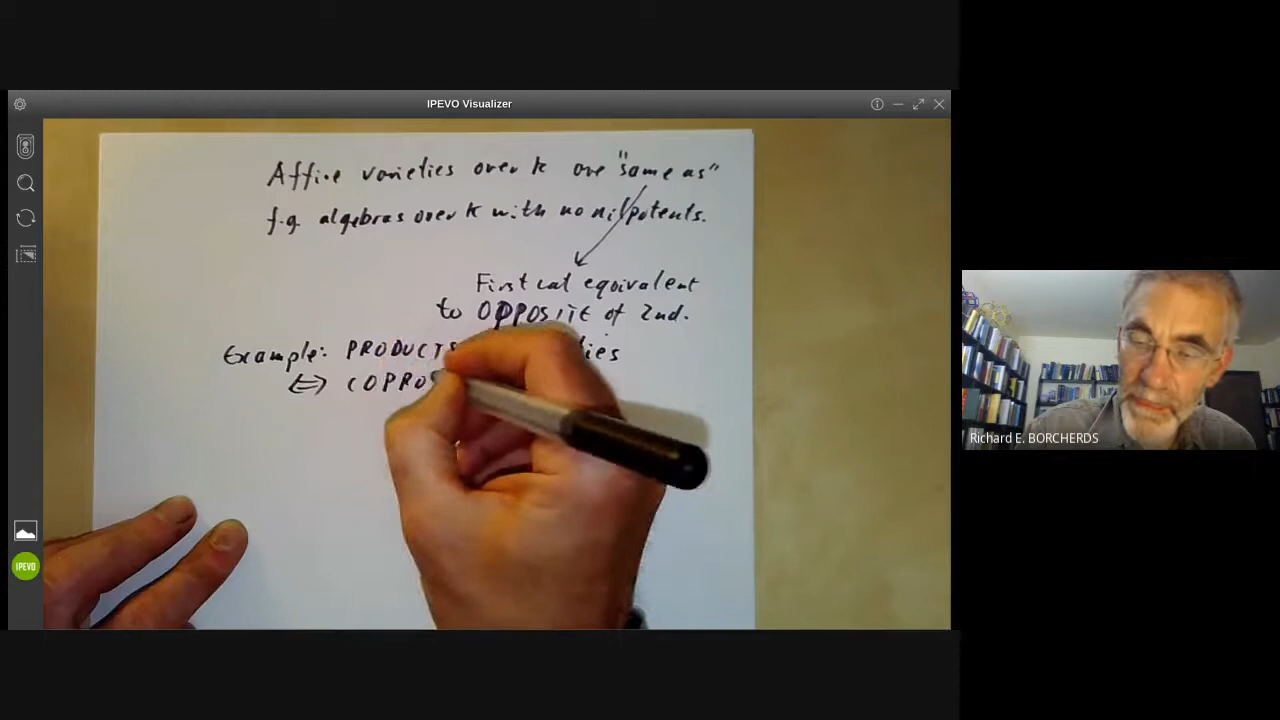 IPEVO Visualizer
Affine varieties over k are "same as"
f.g algebras over k with no nilpotents.
First cat equivalent
to OPPOSITE of 2nd.
Example: PRODUCTS
⇔ COPRO
IPEVO
Richard E. BORCHERDS